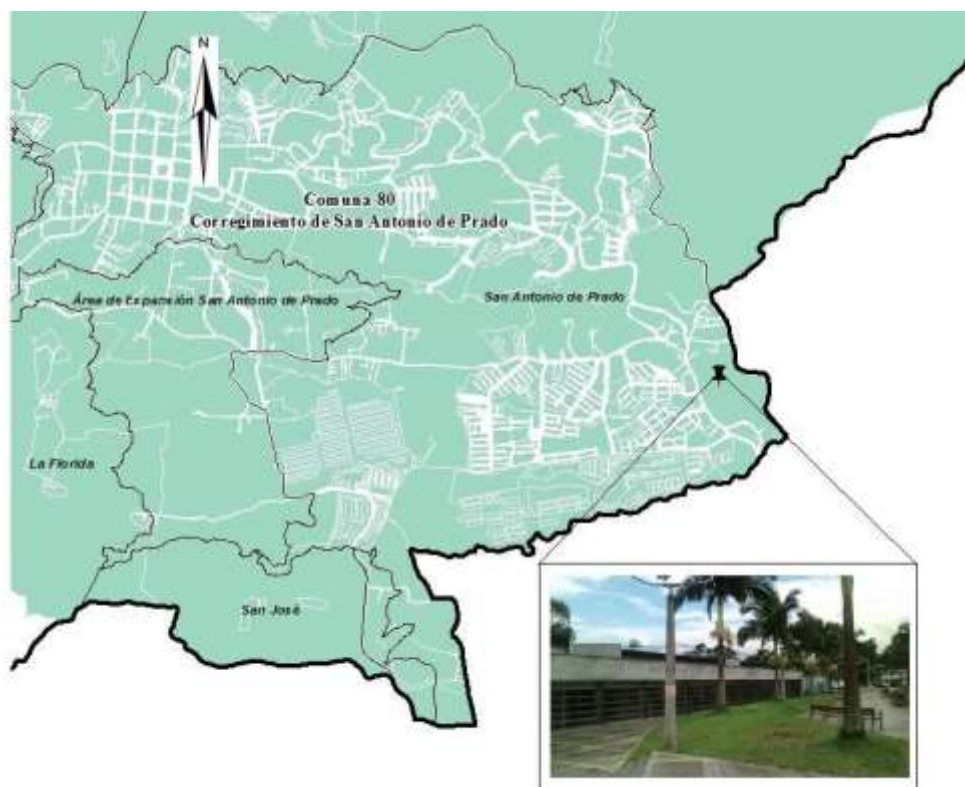 N
Comuna 80
Corregimiento de San Antonio de Prado
Área de Expansión San Antonio de Prado
San Antonio de Prado
La Florida
San José